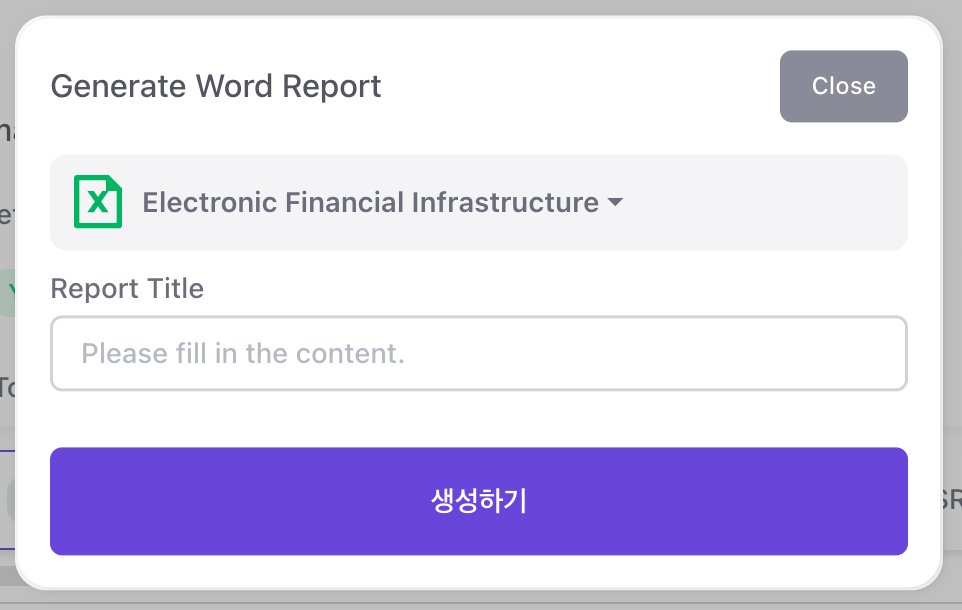 Generate Word Report
Close
Electronic Financial Infrastructure
Report Title
Please fill in the content.
생성하기